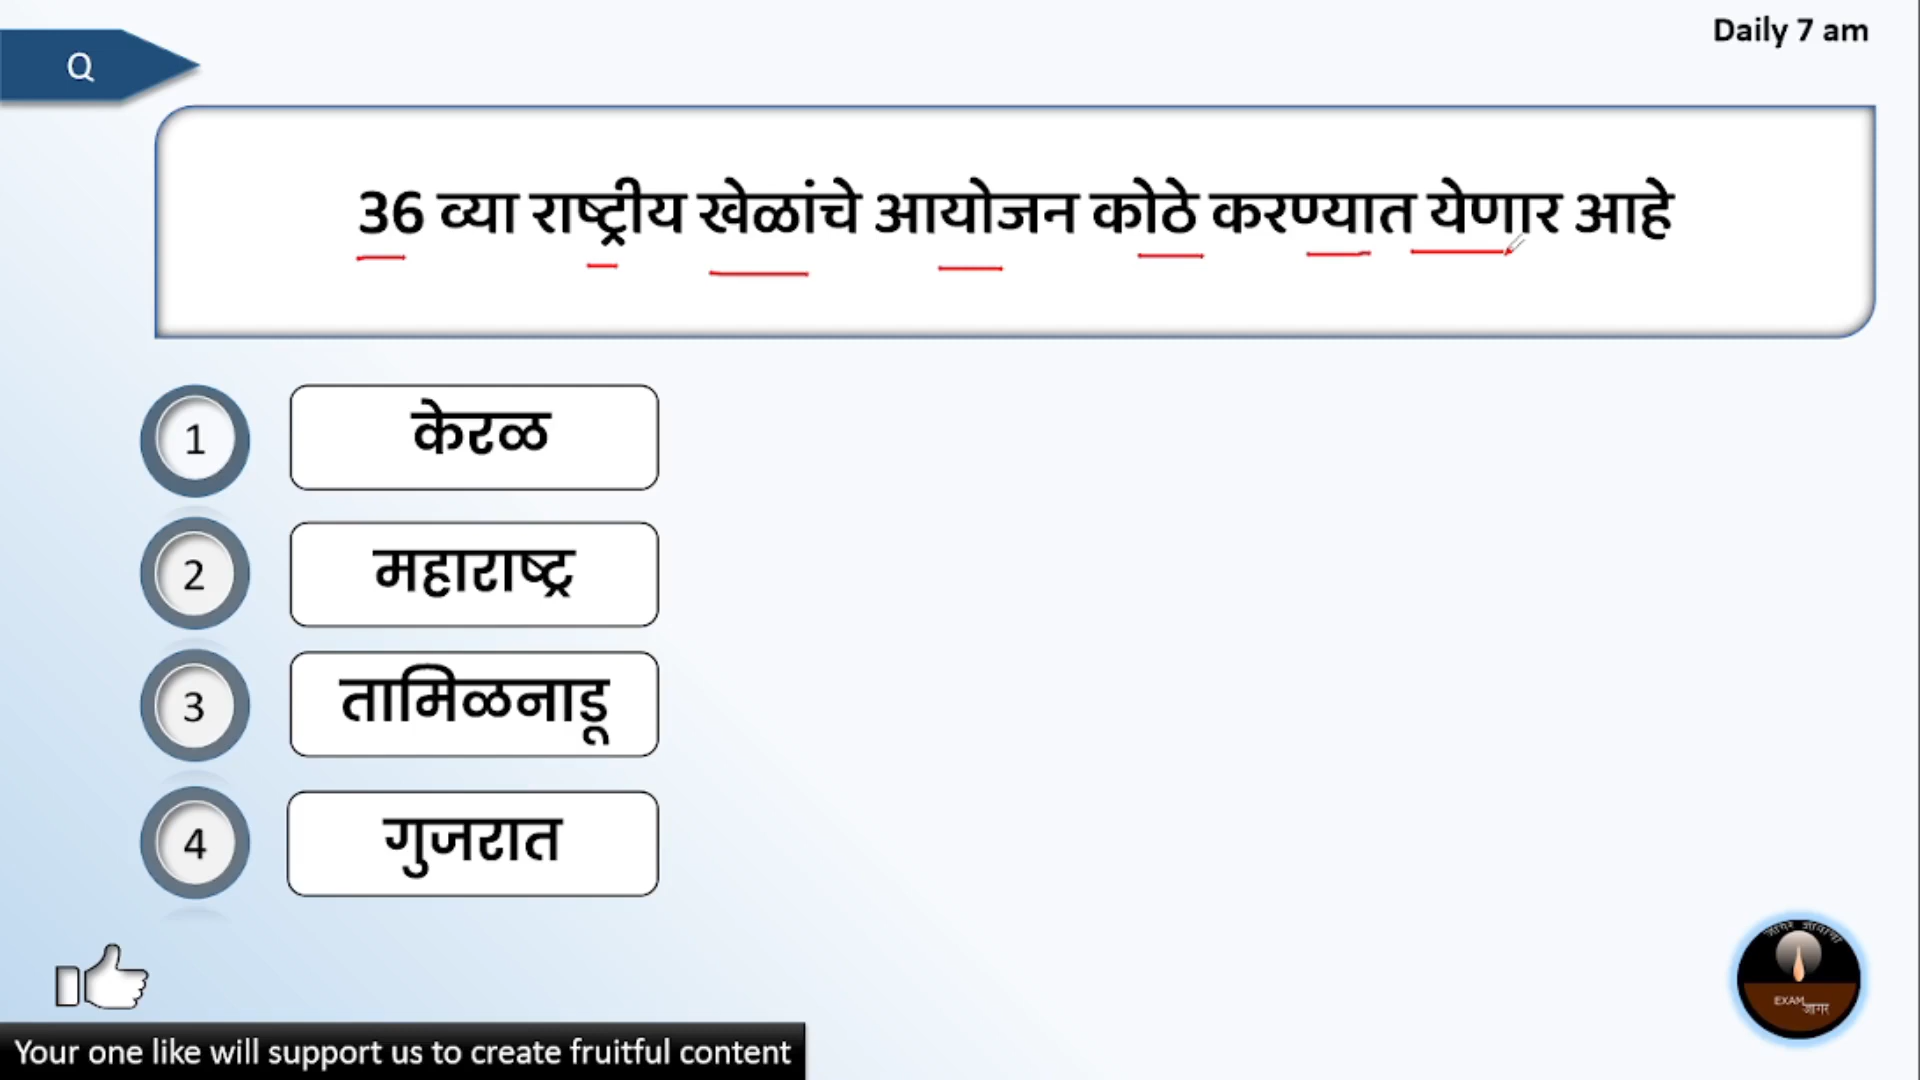 Daily 7 am
Q
36 व्या राष्ट्रीय खेळांचे आयोजन कोठे करण्यात येणार आहे
1 केरळ
2 महाराष्ट्र
3 तामिळनाडू
4 गुजरात
EXAM
जागर
Your one like will support us to create fruitful content